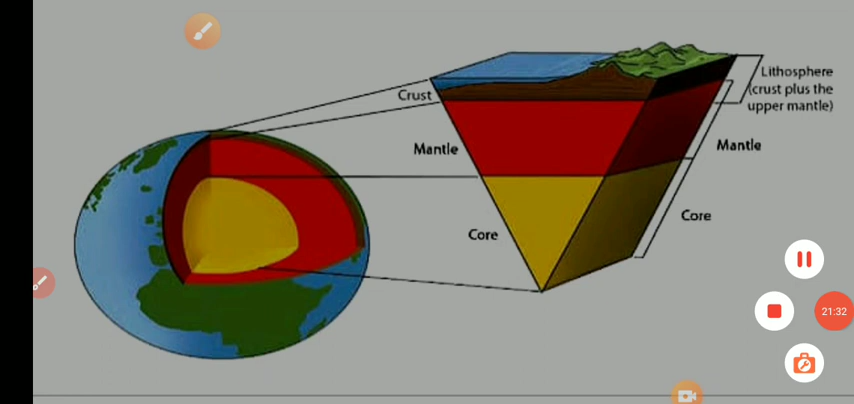 Crust
Mantle
Core
Lithosphere
(crust plus the
upper mantle)
Mantle
Core
21:32